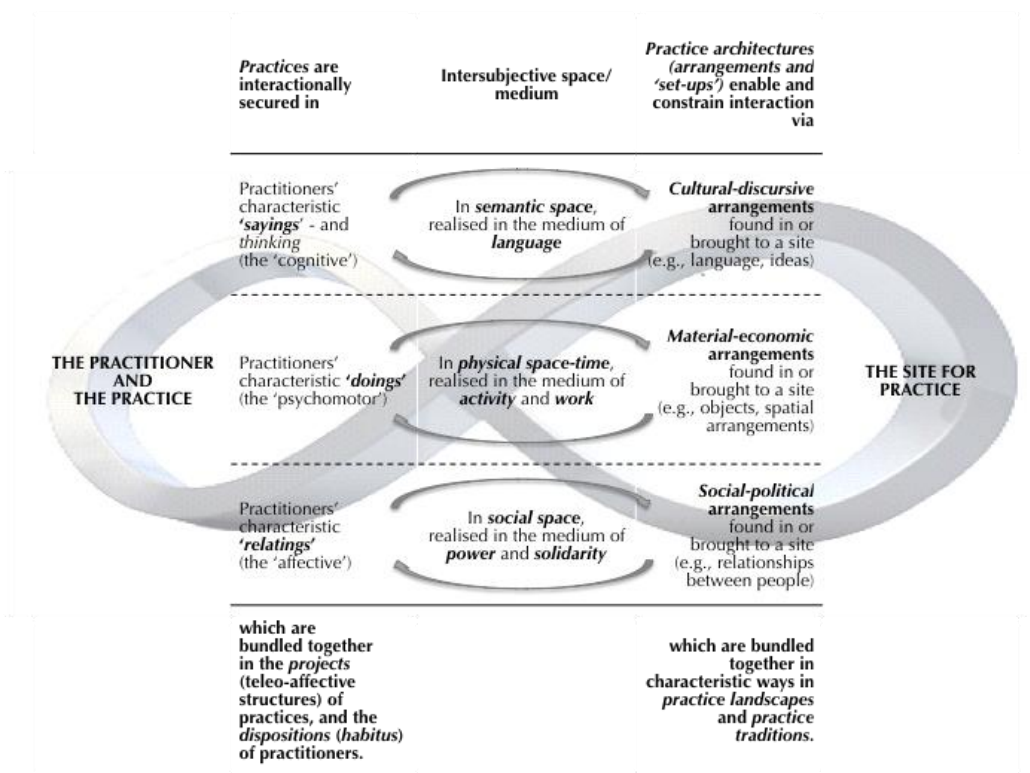 Practices are
interactionally
secured in
Intersubjective space/
medium
Practice architectures
(arrangements and
‘set-ups’) enable and
constrain interaction
via
THE PRACTITIONER
AND
THE PRACTICE
Practitioners’
characteristic
‘sayings’ - and
thinking
(the ‘cognitive’)
In semantic space,
realised in the medium of
language
Cultural-discursive
arrangements
found in or
brought to a site
(e.g., language, ideas)
Practitioners’
characteristic ‘doings’
(the ‘psychomotor’)
In physical space-time,
realised in the medium of
activity and work
Material-economic
arrangements
found in or
brought to a site
(e.g., objects, spatial
arrangements)
Practitioners’
characteristic
‘relatings’
(the ‘affective’)
In social space,
realised in the medium of
power and solidarity
Social-political
arrangements
found in or
brought to a site
(e.g., relationships
between people)
THE SITE FOR
PRACTICE
which are
bundled together
in the projects
(teleo-affective
structures) of
practices, and the
dispositions (habitus)
of practitioners.
which are bundled
together in
characteristic ways in
practice landscapes
and practice
traditions.